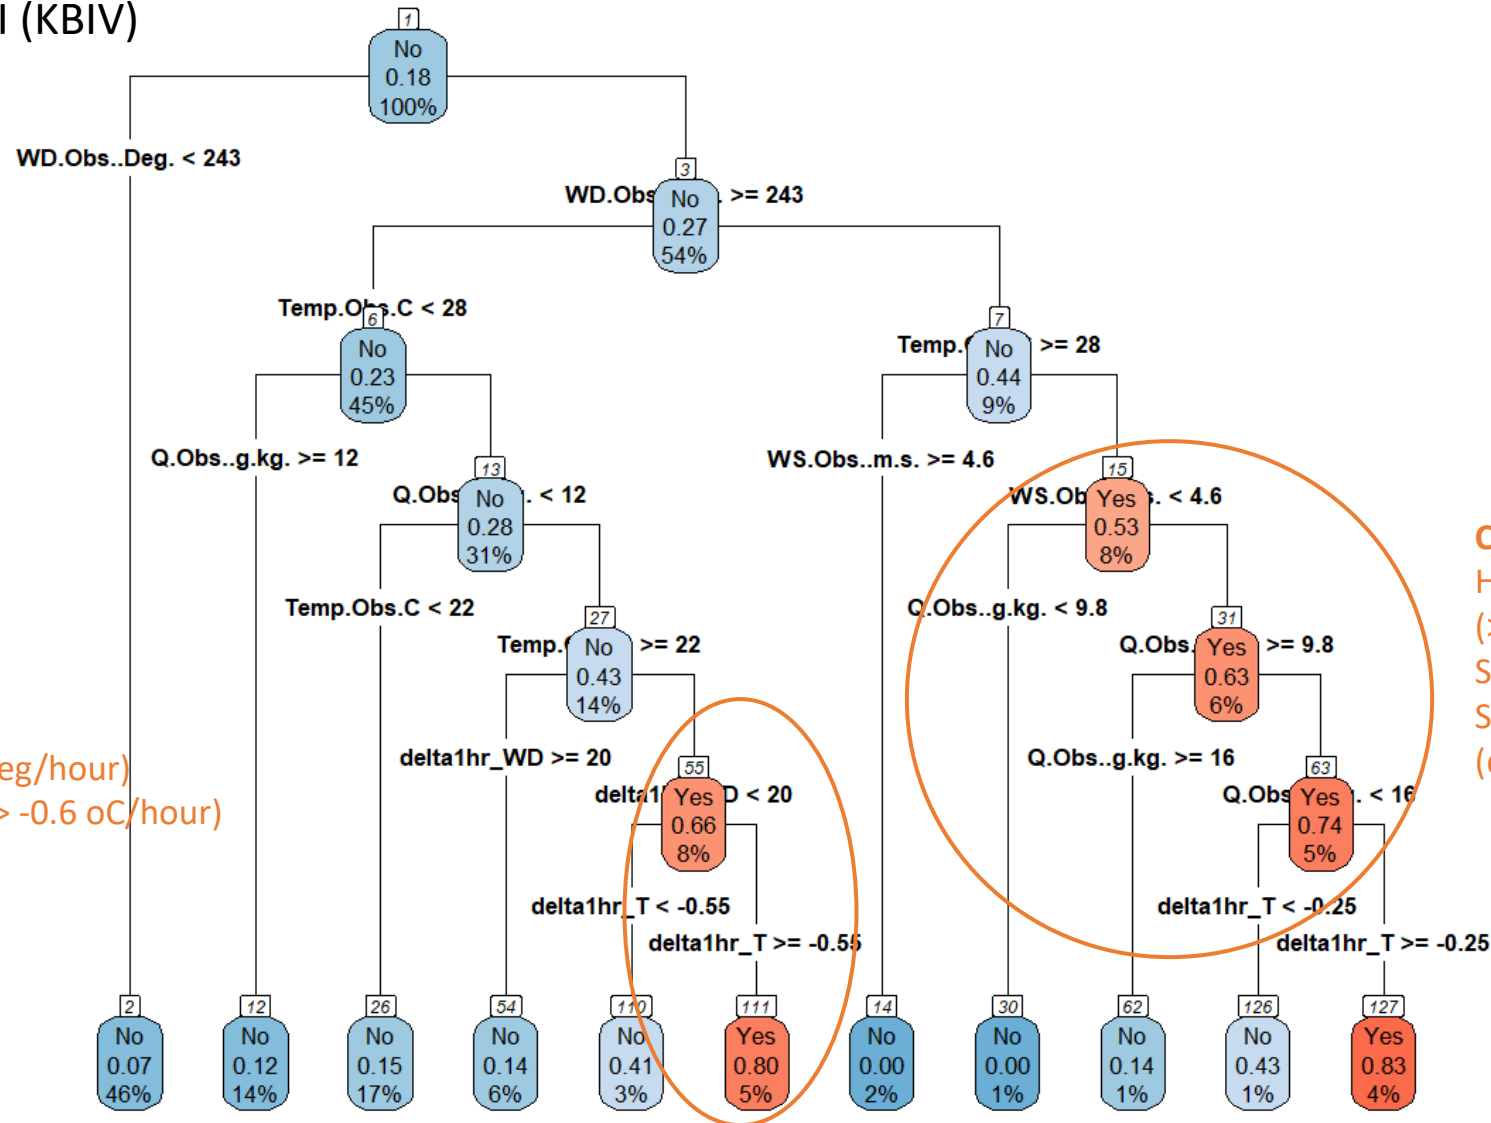 I (KBIV)
1
No
0.18
100%
WD.Obs..Deg. < 243
3
WD.Obs . >= 243
No
0.27
54%
Temp.Obs.C < 28
6
No
0.23
45%
7
Temp. >= 28
No
0.44
9%
Q.Obs..g.kg. >= 12
13
Q.Obs . < 12
No
0.28
31%
WS.Obs..m.s. >= 4.6
15
WS.Ob s. < 4.6
Yes
0.53
8%
Temp.Obs.C < 22
27
Temp. >= 22
No
0.43
14%
Q.Obs..g.kg. < 9.8
31
Q.Obs. >= 9.8
Yes
0.63
6%
delta1hr_WD >= 20
55
delta1 D < 20
Yes
0.66
8%
Q.Obs..g.kg. >= 16
63
Q.Obs . < 16
Yes
0.74
5%
eg/hour)
> -0.6 oC/hour)
H
(>
S
S
delta1hr_T < -0.55
delta1hr_T >= -0.55
delta1hr_T < -0.25
delta1hr_T >= -0.25
2
No
0.07
46%
12
No
0.12
14%
26
No
0.15
17%
54
No
0.14
6%
110
No
0.41
3%
111
Yes
0.80
5%
14
No
0.00
2%
30
No
0.00
1%
62
No
0.14
1%
126
No
0.43
1%
127
Yes
0.83
4%